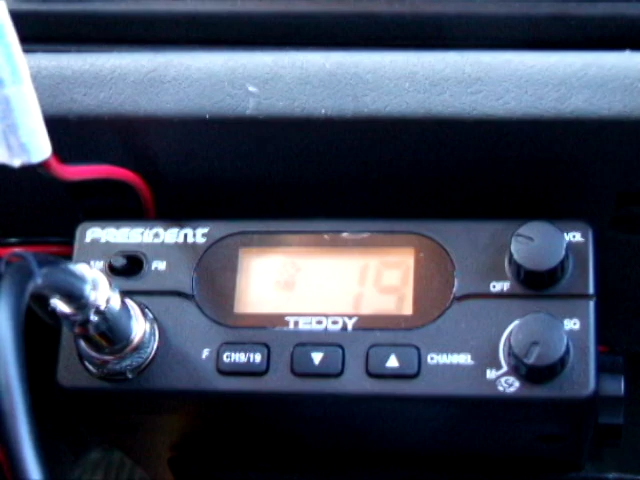 PRESIDENT
VOL
AM FM
OFF
19
TEDDY
SQ
F CH9/19 ▼ ▲ CHANNEL
M